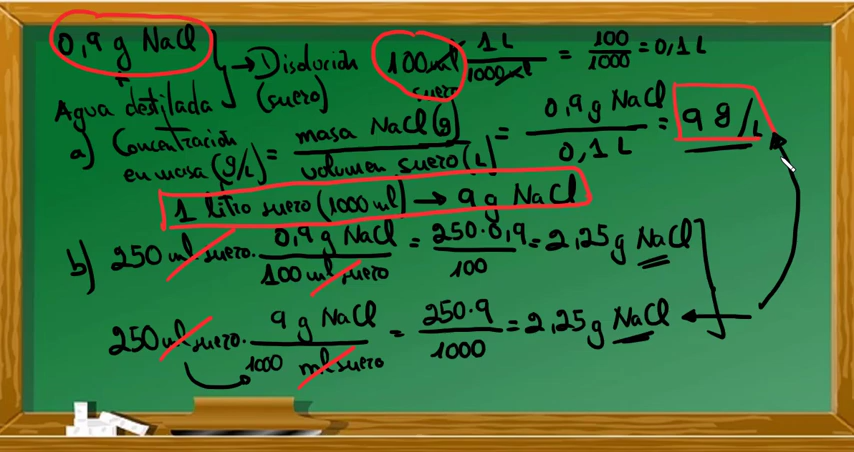 0,9 g NaCl
Agua destilada
→ Disolución (suero)
100 ml suero · 1 L / 1000 ml = 100 / 1000 = 0,1 L
a) Concentración en masa (g/L) = masa NaCl (g) / volumen suero (L) = 0,9 g NaCl / 0,1 L = 9 g/L
1 litro suero (1000 ml) → 9 g NaCl
b) 250 ml suero · 0,9 g NaCl / 100 ml suero = 250·0,9 / 100 = 2,25 g NaCl
250 ml suero · 9 g NaCl / 1000 ml suero = 250·9 / 1000 = 2,25 g NaCl